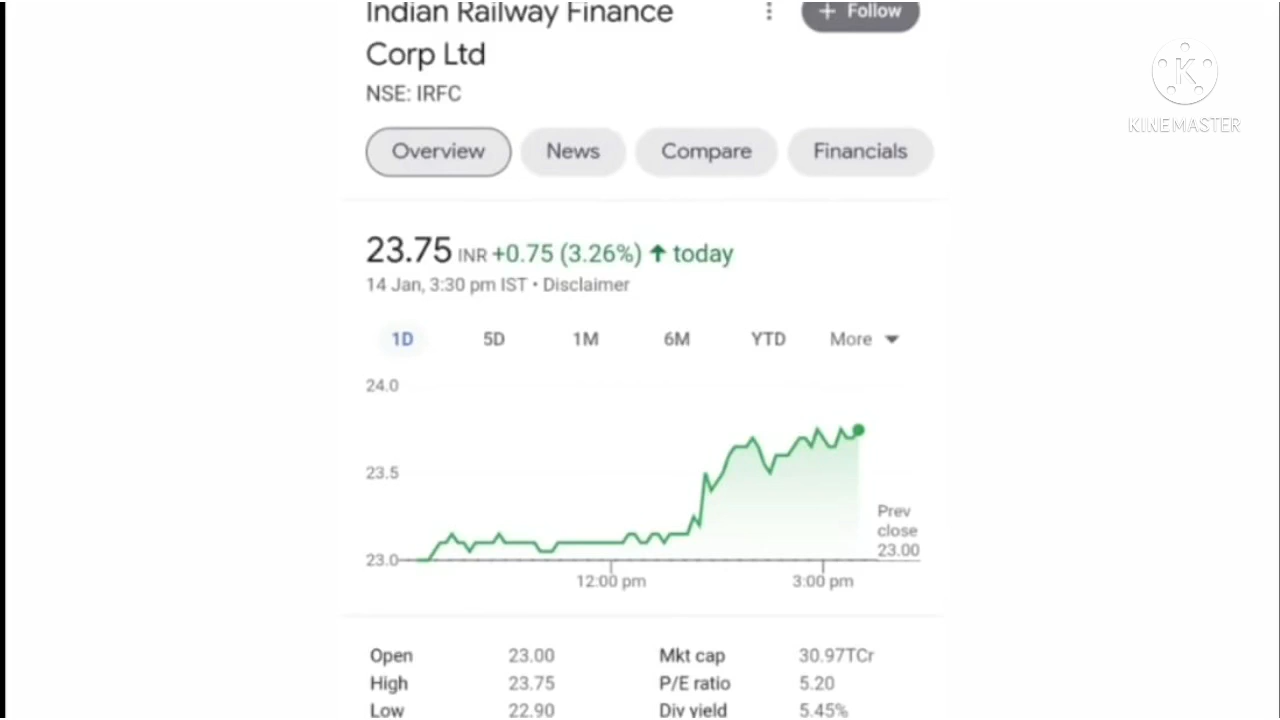 Indian Railway Finance
Corp Ltd
+ Follow
NSE: IRFC
K
KINEMASTER
Overview News Compare Financials
23.75 INR +0.75 (3.26%) ↑ today
14 Jan, 3:30 pm IST • Disclaimer
1D 5D 1M 6M YTD More
24.0
23.5
23.0
Prev
close
23.00
12:00 pm 3:00 pm
Open 23.00 Mkt cap 30.97TCr
High 23.75 P/E ratio 5.20
Low 22.90 Div yield 5.45%